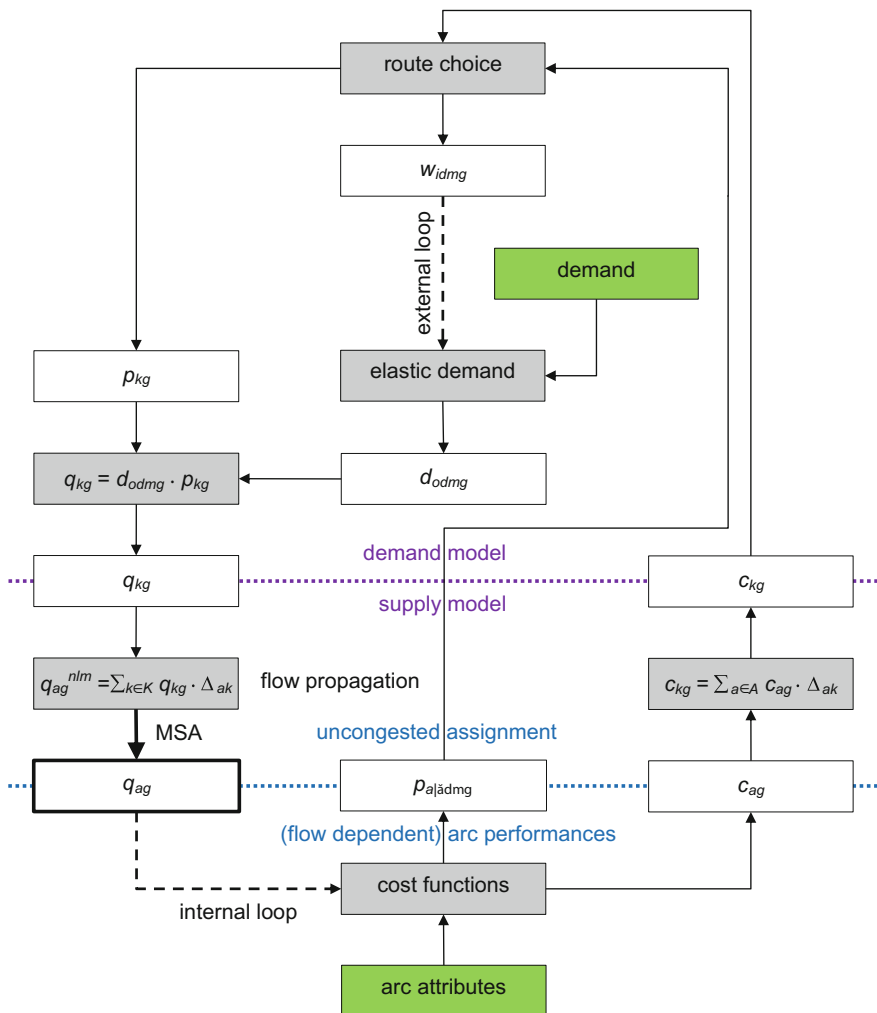 route choice
w_idmg
external loop
demand
elastic demand
p_kg
q_kg = d_odmg · p_kg
d_odmg
demand model
q_kg
c_kg
supply model
q_ag^nlm =∑_k∈K q_kg · Δ_ak
flow propagation
c_kg = ∑_a∈A c_ag · Δ_ak
MSA
uncongested assignment
q_ag
p_a|ădmg
c_ag
(flow dependent) arc performances
cost functions
internal loop
arc attributes